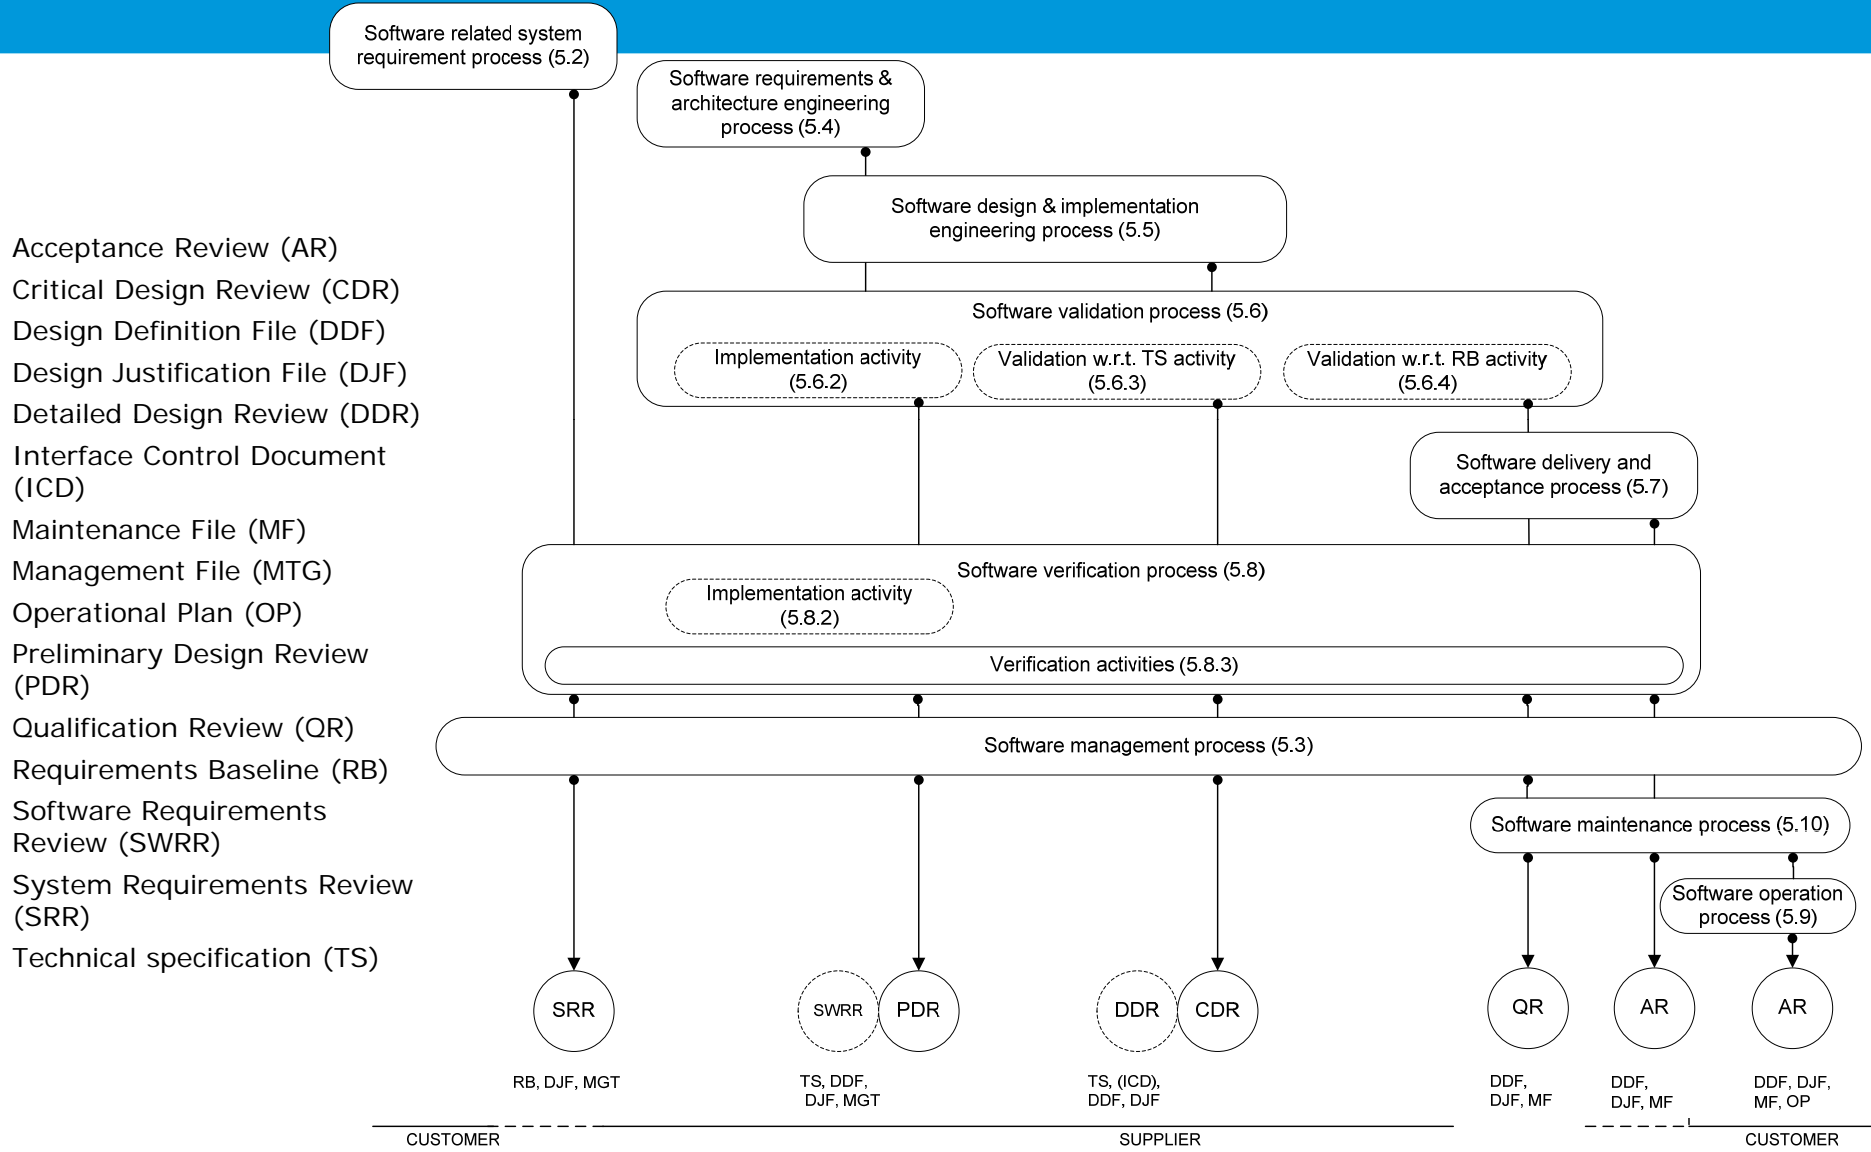 Software related system
requirement process (5.2)
Software requirements &
architecture engineering
process (5.4)
Software design & implementation
engineering process (5.5)
Acceptance Review (AR)
Critical Design Review (CDR)
Design Definition File (DDF)
Design Justification File (DJF)
Detailed Design Review (DDR)
Interface Control Document
(ICD)
Maintenance File (MF)
Management File (MTG)
Operational Plan (OP)
Preliminary Design Review
(PDR)
Qualification Review (QR)
Requirements Baseline (RB)
Software Requirements
Review (SWRR)
System Requirements Review
(SRR)
Technical specification (TS)
Software validation process (5.6)
Implementation activity
(5.6.2)
Validation w.r.t. TS activity
(5.6.3)
Validation w.r.t. RB activity
(5.6.4)
Software delivery and
acceptance process (5.7)
Software verification process (5.8)
Implementation activity
(5.8.2)
Verification activities (5.8.3)
Software management process (5.3)
Software maintenance process (5.10)
Software operation
process (5.9)
SRR
SWRR
PDR
DDR
CDR
QR
AR
AR
RB, DJF, MGT
TS, DDF,
DJF, MGT
TS, (ICD),
DDF, DJF
DDF,
DJF, MF
DDF,
DJF, MF
DDF, DJF,
MF, OP
CUSTOMER
SUPPLIER
CUSTOMER